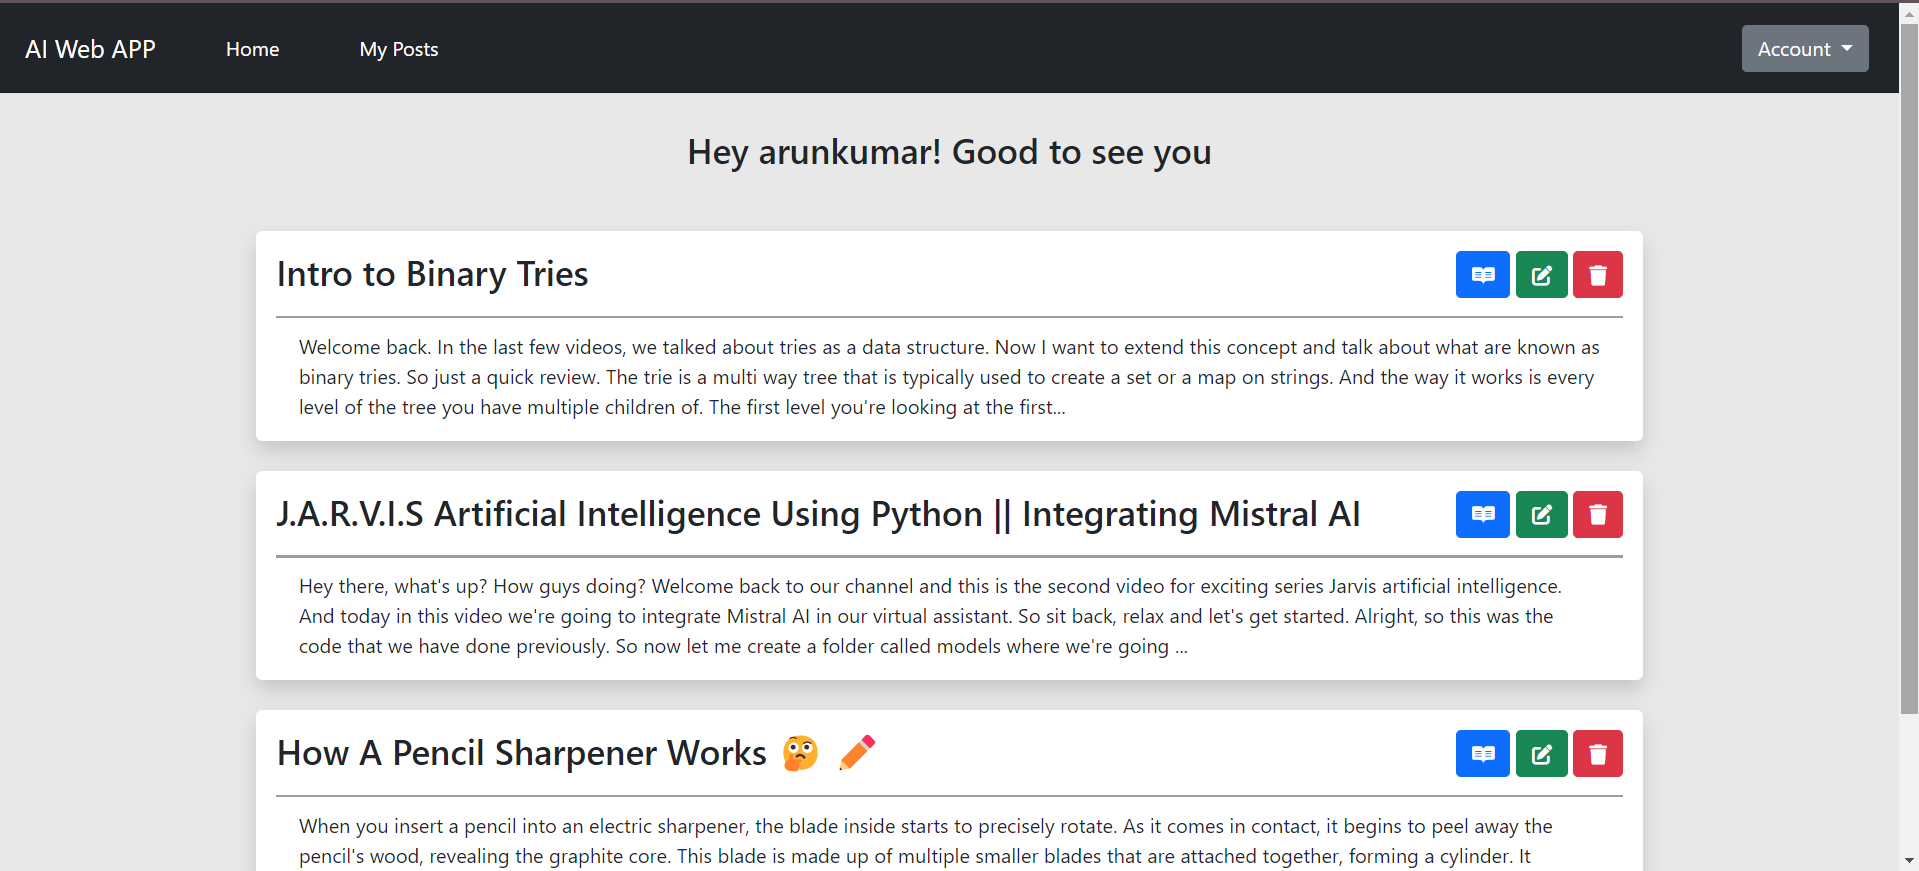 AI Web APP
Home
My Posts
Account
Hey arunkumar! Good to see you
Intro to Binary Tries
Welcome back. In the last few videos, we talked about tries as a data structure. Now I want to extend this concept and talk about what are known as
binary tries. So just a quick review. The trie is a multi way tree that is typically used to create a set or a map on strings. And the way it works is every
level of the tree you have multiple children of. The first level you're looking at the first...
J.A.R.V.I.S Artificial Intelligence Using Python || Integrating Mistral AI
Hey there, what's up? How guys doing? Welcome back to our channel and this is the second video for exciting series Jarvis artificial intelligence.
And today in this video we're going to integrate Mistral AI in our virtual assistant. So sit back, relax and let's get started. Alright, so this was the
code that we have done previously. So now let me create a folder called models where we're going ...
How A Pencil Sharpener Works 🤔 ✏️
When you insert a pencil into an electric sharpener, the blade inside starts to precisely rotate. As it comes in contact, it begins to peel away the
pencil's wood, revealing the graphite core. This blade is made up of multiple smaller blades that are attached together, forming a cylinder. It